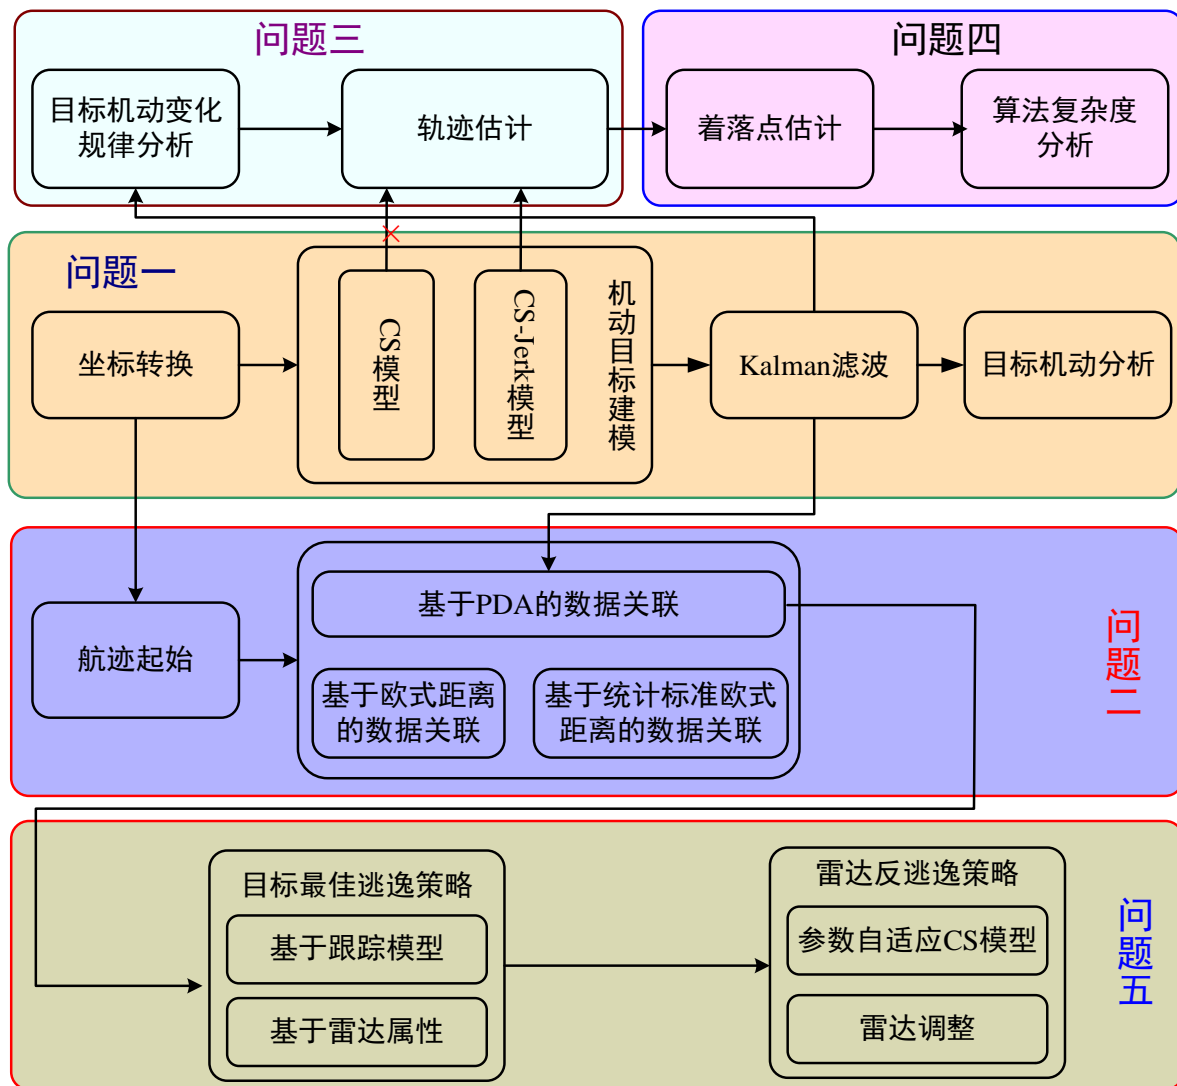 问题三
目标机动变化
规律分析
轨迹估计
问题四
着落点估计
算法复杂度
分析
问题一
坐标转换
CS模型
CS-Jerk模型
机动目标建模
Kalman滤波
目标机动分析
航迹起始
基于PDA的数据关联
基于欧式距离
的数据关联
基于统计标准欧式
距离的数据关联
问题二
目标最佳逃逸策略
基于跟踪模型
基于雷达属性
雷达反逃逸策略
参数自适应CS模型
雷达调整
问题五